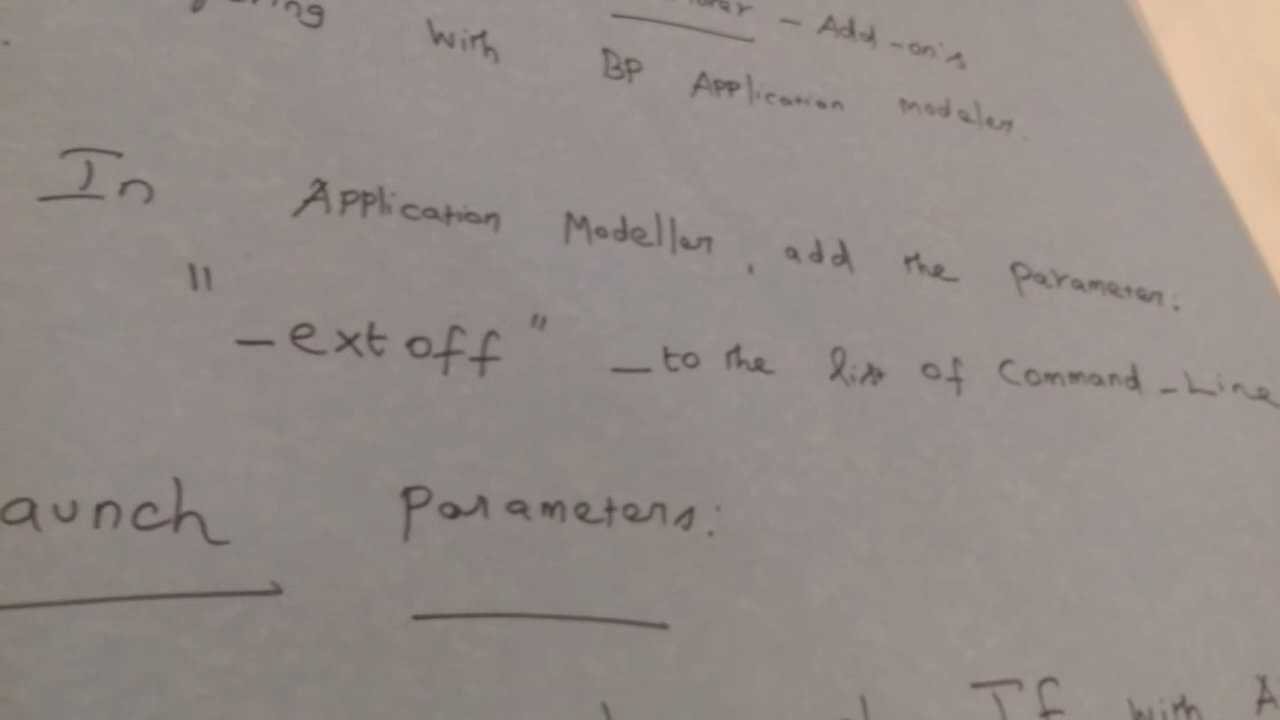 - Add-on's
with BP Application modeler.
In Application Modeller, add the parameter:
"-extoff" - to the list of Command-Line
aunch Parameters:
If with A